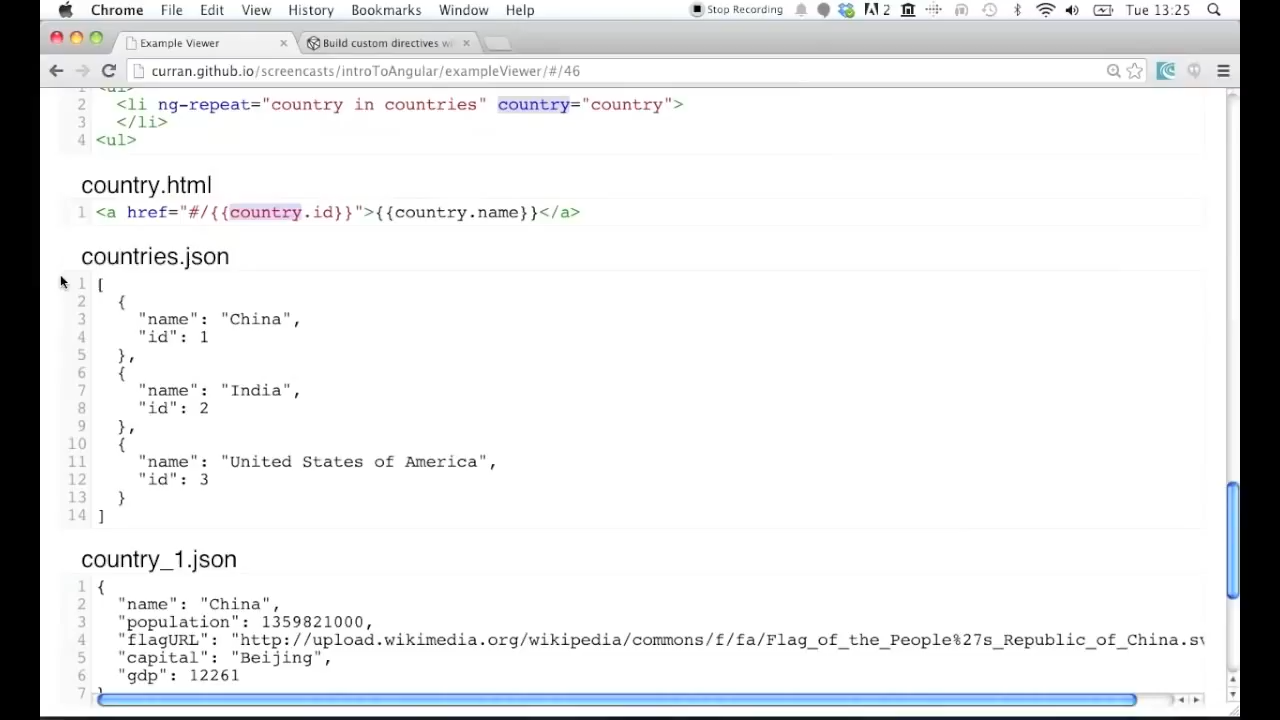 Chrome File Edit View History Bookmarks Window Help Stop Recording 2 Tue 13:25
Example Viewer Build custom directives wi
curran.github.io/screencasts/introToAngular/exampleViewer/#/46
1 <ul>
2 <li ng-repeat="country in countries" country="country">
3 </li>
4 <ul>
country.html
1 <a href="#/{{country.id}}">{{country.name}}</a>
countries.json
1 [
2 {
3 "name": "China",
4 "id": 1
5 },
6 {
7 "name": "India",
8 "id": 2
9 },
10 {
11 "name": "United States of America",
12 "id": 3
13 }
14 ]
country_1.json
1 {
2 "name": "China",
3 "population": 1359821000,
4 "flagURL": "http://upload.wikimedia.org/wikipedia/commons/f/fa/Flag_of_the_People%27s_Republic_of_China.sv
5 "capital": "Beijing",
6 "gdp": 12261
7 }